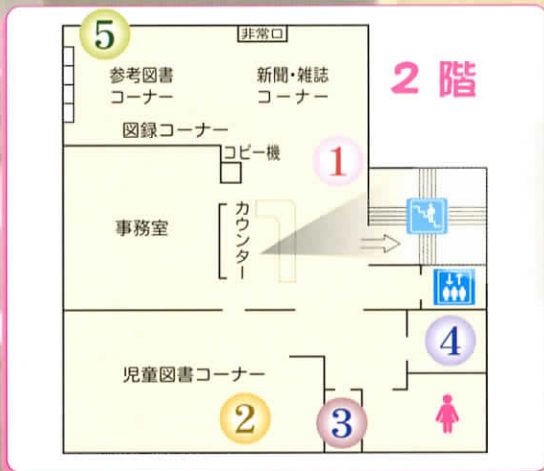 2階
5
非常口
参考図書
コーナー
新聞・雑誌
コーナー
図録コーナー
コピー機
1
事務室
カウンター
4
児童図書コーナー
2
3